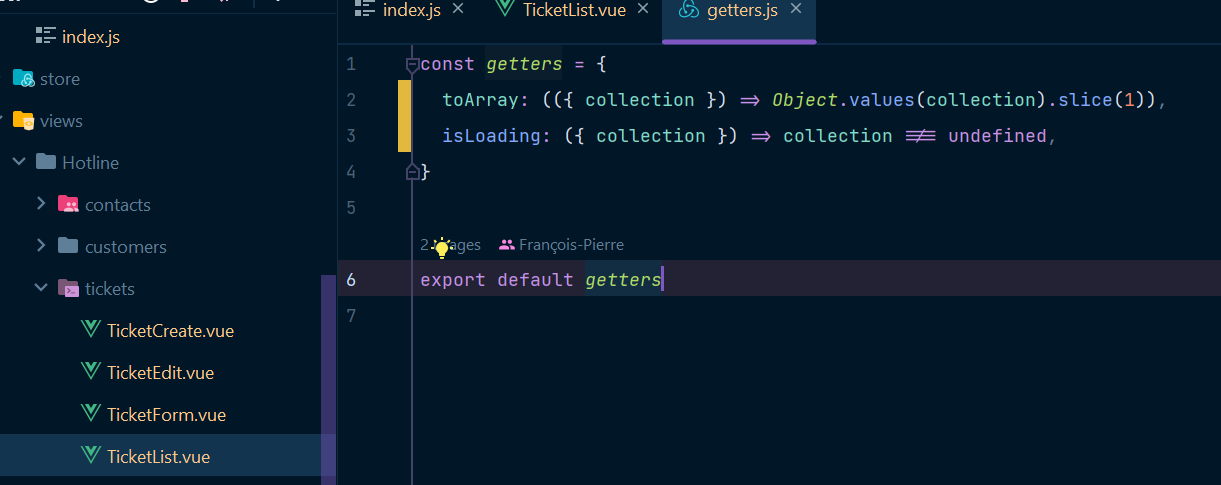 index.js
store
views
Hotline
contacts
customers
tickets
TicketCreate.vue
TicketEdit.vue
TicketForm.vue
TicketList.vue
index.js × TicketList.vue × getters.js ×
1 const getters = {
2 toArray: (({ collection }) => Object.values(collection).slice(1)),
3 isLoading: ({ collection }) => collection !== undefined,
4 }
5
2 François-Pierre
6 export default getters
7